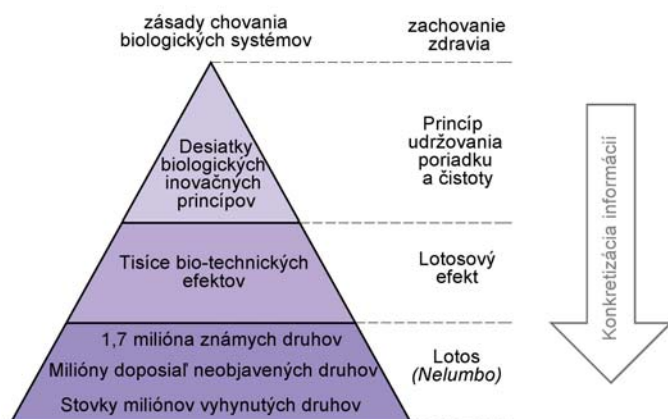 zásady chovania
biologických systémov
zachovanie
zdravia
Desiatky
biologických
inovačných
princípov
Princíp
udržovania
poriadku
a čistoty
Tisíce bio-technických
efektov
Lotosový
efekt
1,7 milióna známych druhov
Milióny doposiaľ neobjavených druhov
Stovky miliónov vyhynutých druhov
Lotos
(Nelumbo)
Konkretizácia informácií